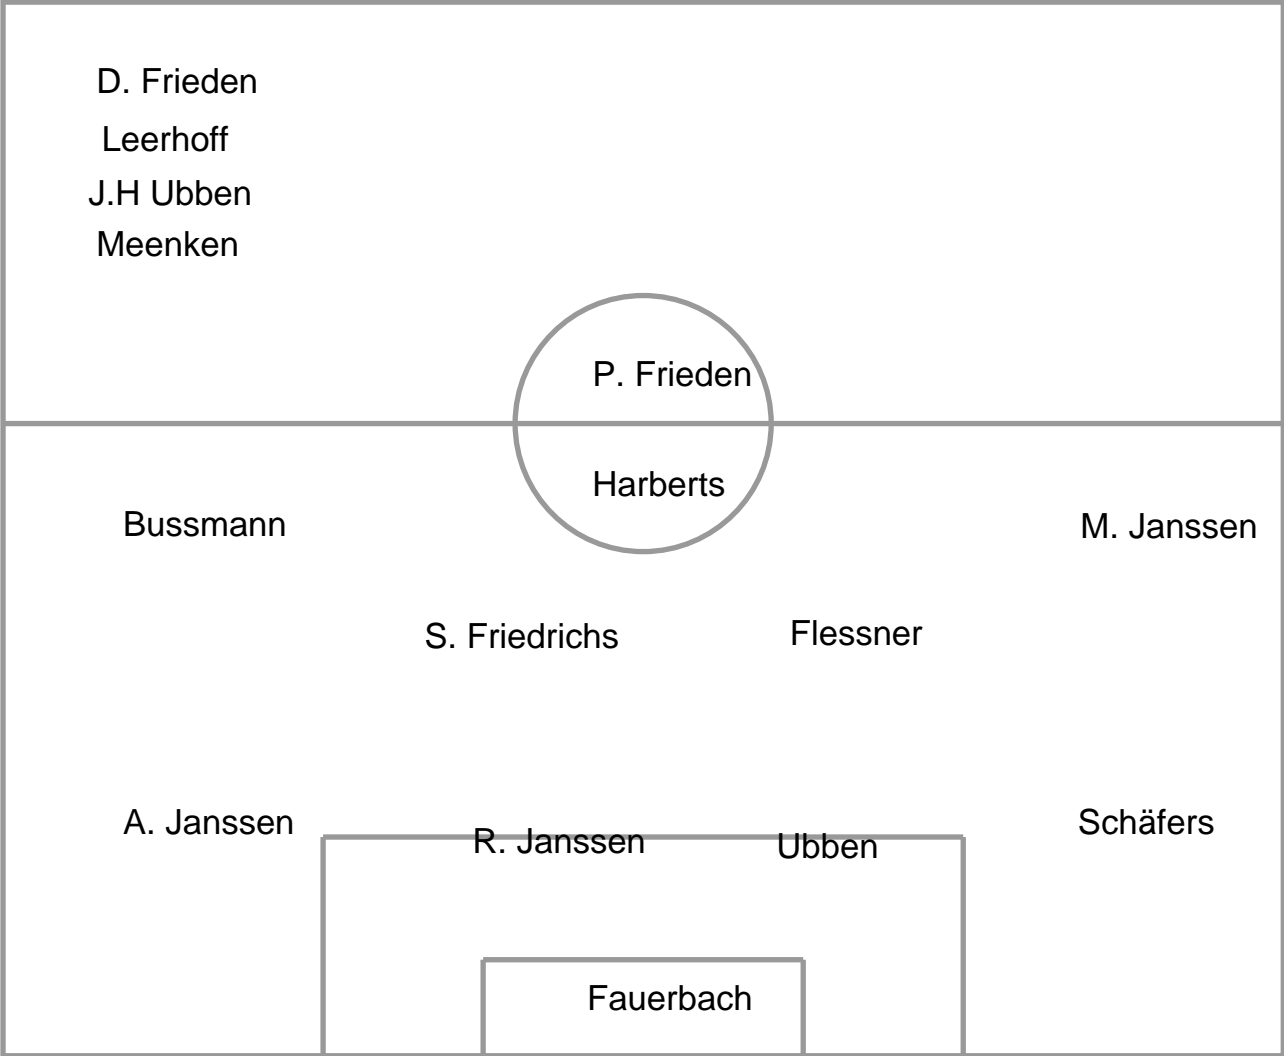 D. Frieden
Leerhoff
J.H Ubben
Meenken
P. Frieden
Harberts
Bussmann
M. Janssen
S. Friedrichs
Flessner
A. Janssen
R. Janssen
Ubben
Schäfers
Fauerbach